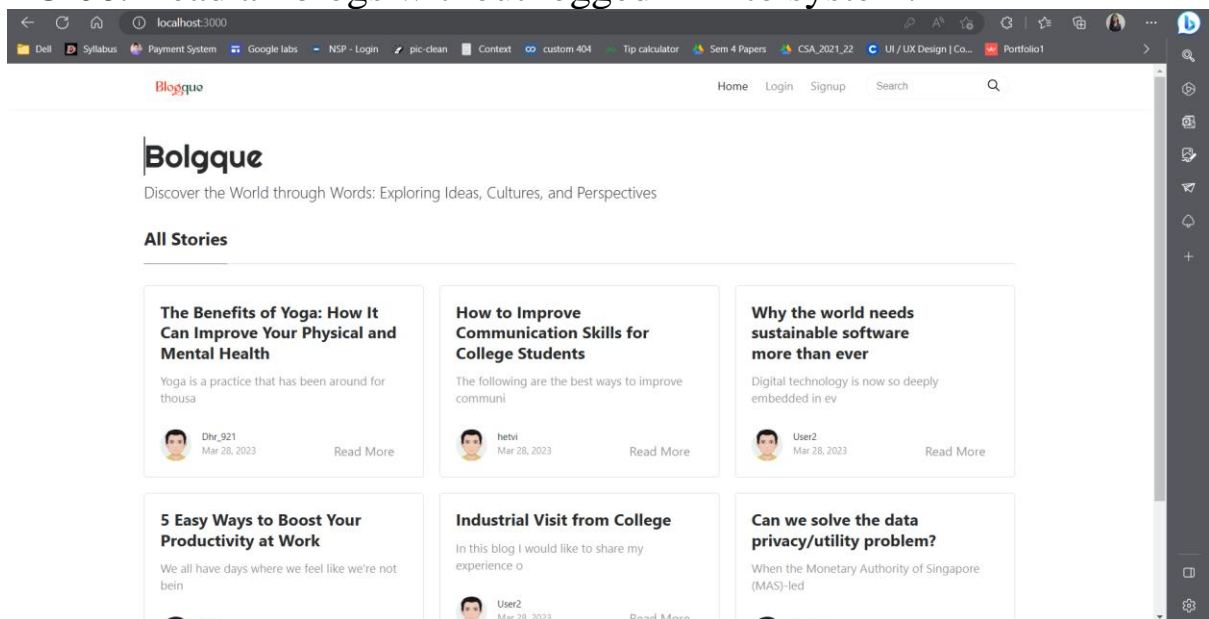 localhost:3000
Dell Syllabus Payment System Google labs NSP - Login pic-clean Context custom 404 Tip calculator Sem 4 Papers CSA_2021_22 UI / UX Design | Co... Portfolio1
Blogque Home Login Signup Search
Bolgque
Discover the World through Words: Exploring Ideas, Cultures, and Perspectives
All Stories
The Benefits of Yoga: How It
Can Improve Your Physical and
Mental Health
Yoga is a practice that has been around for
thousa
Dhr_921
Mar 28, 2023 Read More
How to Improve
Communication Skills for
College Students
The following are the best ways to improve
communi
hetvi
Mar 28, 2023 Read More
Why the world needs
sustainable software
more than ever
Digital technology is now so deeply
embedded in ev
User2
Mar 28, 2023 Read More
5 Easy Ways to Boost Your
Productivity at Work
We all have days where we feel like we're not
bein
Industrial Visit from College
In this blog I would like to share my
experience o
User2
Mar 28, 2023 Read More
Can we solve the data
privacy/utility problem?
When the Monetary Authority of Singapore
(MAS)-led